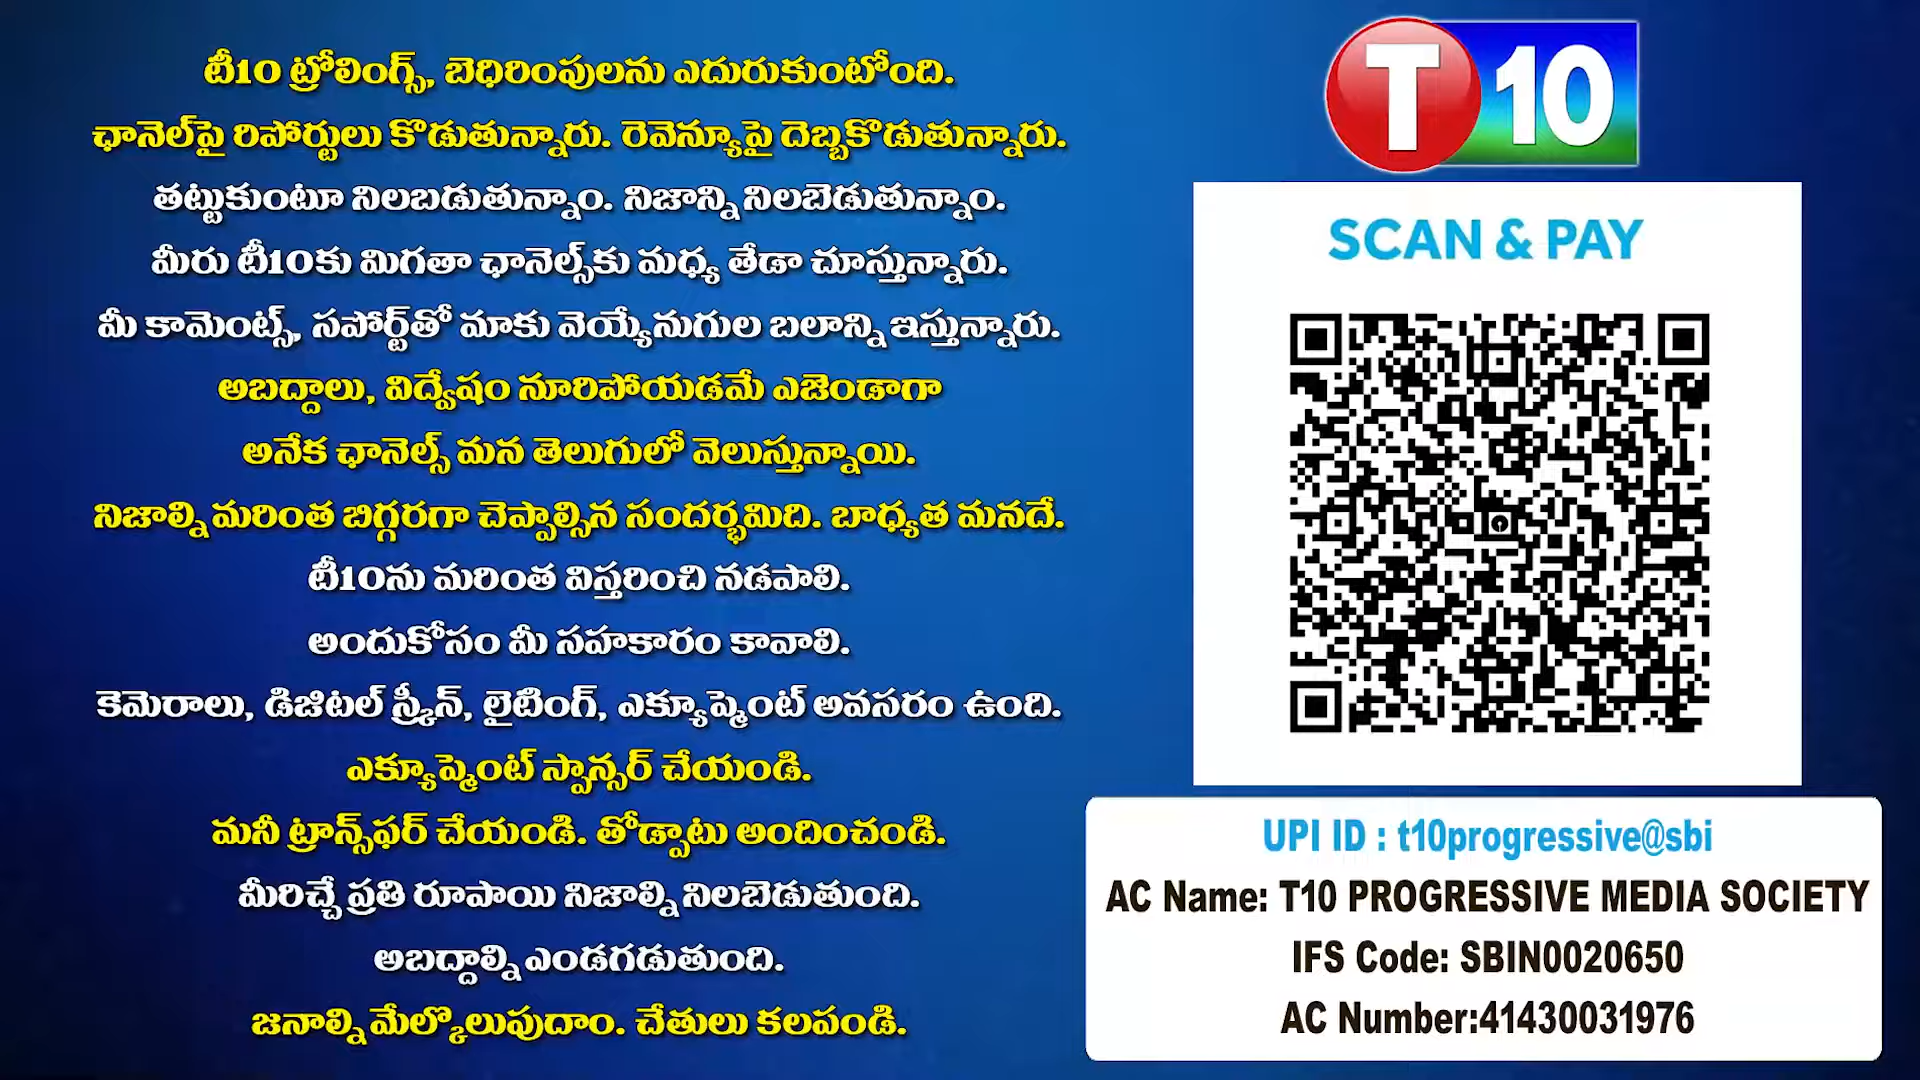 టీ10 ట్రోలింగ్స్, బెధిరింపులను ఎదురుకుంటోంది.
ఛానెల్‌పై రిపోర్టులు కొడుతున్నారు. రెవెన్యూపై దెబ్బకొడుతున్నారు.
తట్టుకుంటూ నిలబడుతున్నాం. నిజాన్ని నిలబెడుతున్నాం.
మీరు టీ10కు మిగతా ఛానెల్స్‌కు మధ్య తేడా చూస్తున్నారు.
మీ కామెంట్స్, సపోర్ట్‌తో మాకు వెయ్యేనుగుల బలాన్ని ఇస్తున్నారు.
అబద్దాలు, విద్వేషం నూరిపోయడమే ఎజెండాగా
అనేక ఛానెల్స్ మన తెలుగులో వెలుస్తున్నాయి.
నిజాల్ని మరింత బిగ్గరగా చెప్పాల్సిన సందర్భమిది. బాధ్యత మనదే.
టీ10ను మరింత విస్తరించి నడపాలి.
అందుకోసం మీ సహకారం కావాలి.
కెమెరాలు, డిజిటల్ స్క్రీన్, లైటింగ్, ఎక్యూప్మెంట్ అవసరం ఉంది.
ఎక్యూప్మెంట్ స్పాన్సర్ చేయండి.
మనీ ట్రాన్స్‌ఫర్ చేయండి. తోడ్పాటు అందించండి.
మీరిచ్చే ప్రతి రూపాయి నిజాల్ని నిలబెడుతుంది.
అబద్దాల్ని ఎండగడుతుంది.
జనాల్ని మేల్కొలుపుదాం. చేతులు కలపండి.
T10
SCAN & PAY
UPI ID : t10progressive@sbi
AC Name: T10 PROGRESSIVE MEDIA SOCIETY
IFS Code: SBIN0020650
AC Number:41430031976